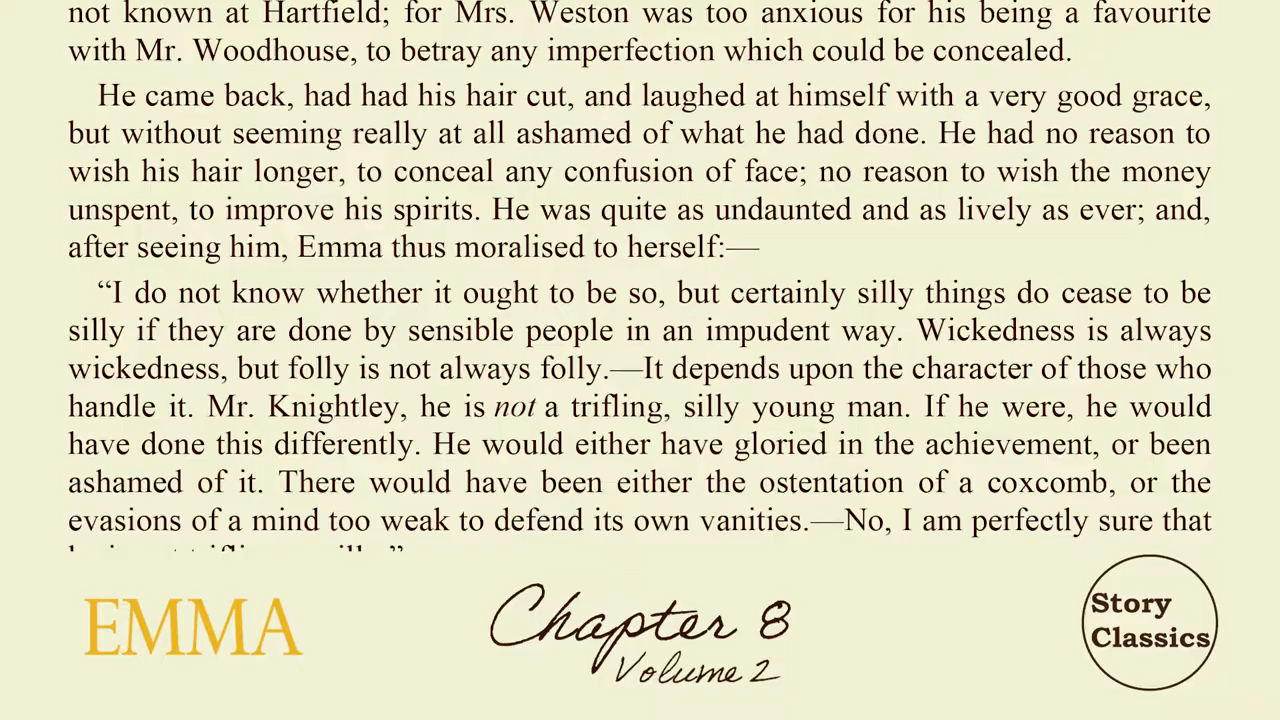 not known at Hartfield; for Mrs. Weston was too anxious for his being a favourite
with Mr. Woodhouse, to betray any imperfection which could be concealed.
He came back, had had his hair cut, and laughed at himself with a very good grace,
but without seeming really at all ashamed of what he had done. He had no reason to
wish his hair longer, to conceal any confusion of face; no reason to wish the money
unspent, to improve his spirits. He was quite as undaunted and as lively as ever; and,
after seeing him, Emma thus moralised to herself:—
“I do not know whether it ought to be so, but certainly silly things do cease to be
silly if they are done by sensible people in an impudent way. Wickedness is always
wickedness, but folly is not always folly.—It depends upon the character of those who
handle it. Mr. Knightley, he is not a trifling, silly young man. If he were, he would
have done this differently. He would either have gloried in the achievement, or been
ashamed of it. There would have been either the ostentation of a coxcomb, or the
evasions of a mind too weak to defend its own vanities.—No, I am perfectly sure that
EMMA
Chapter 8
Volume 2
Story
Classics